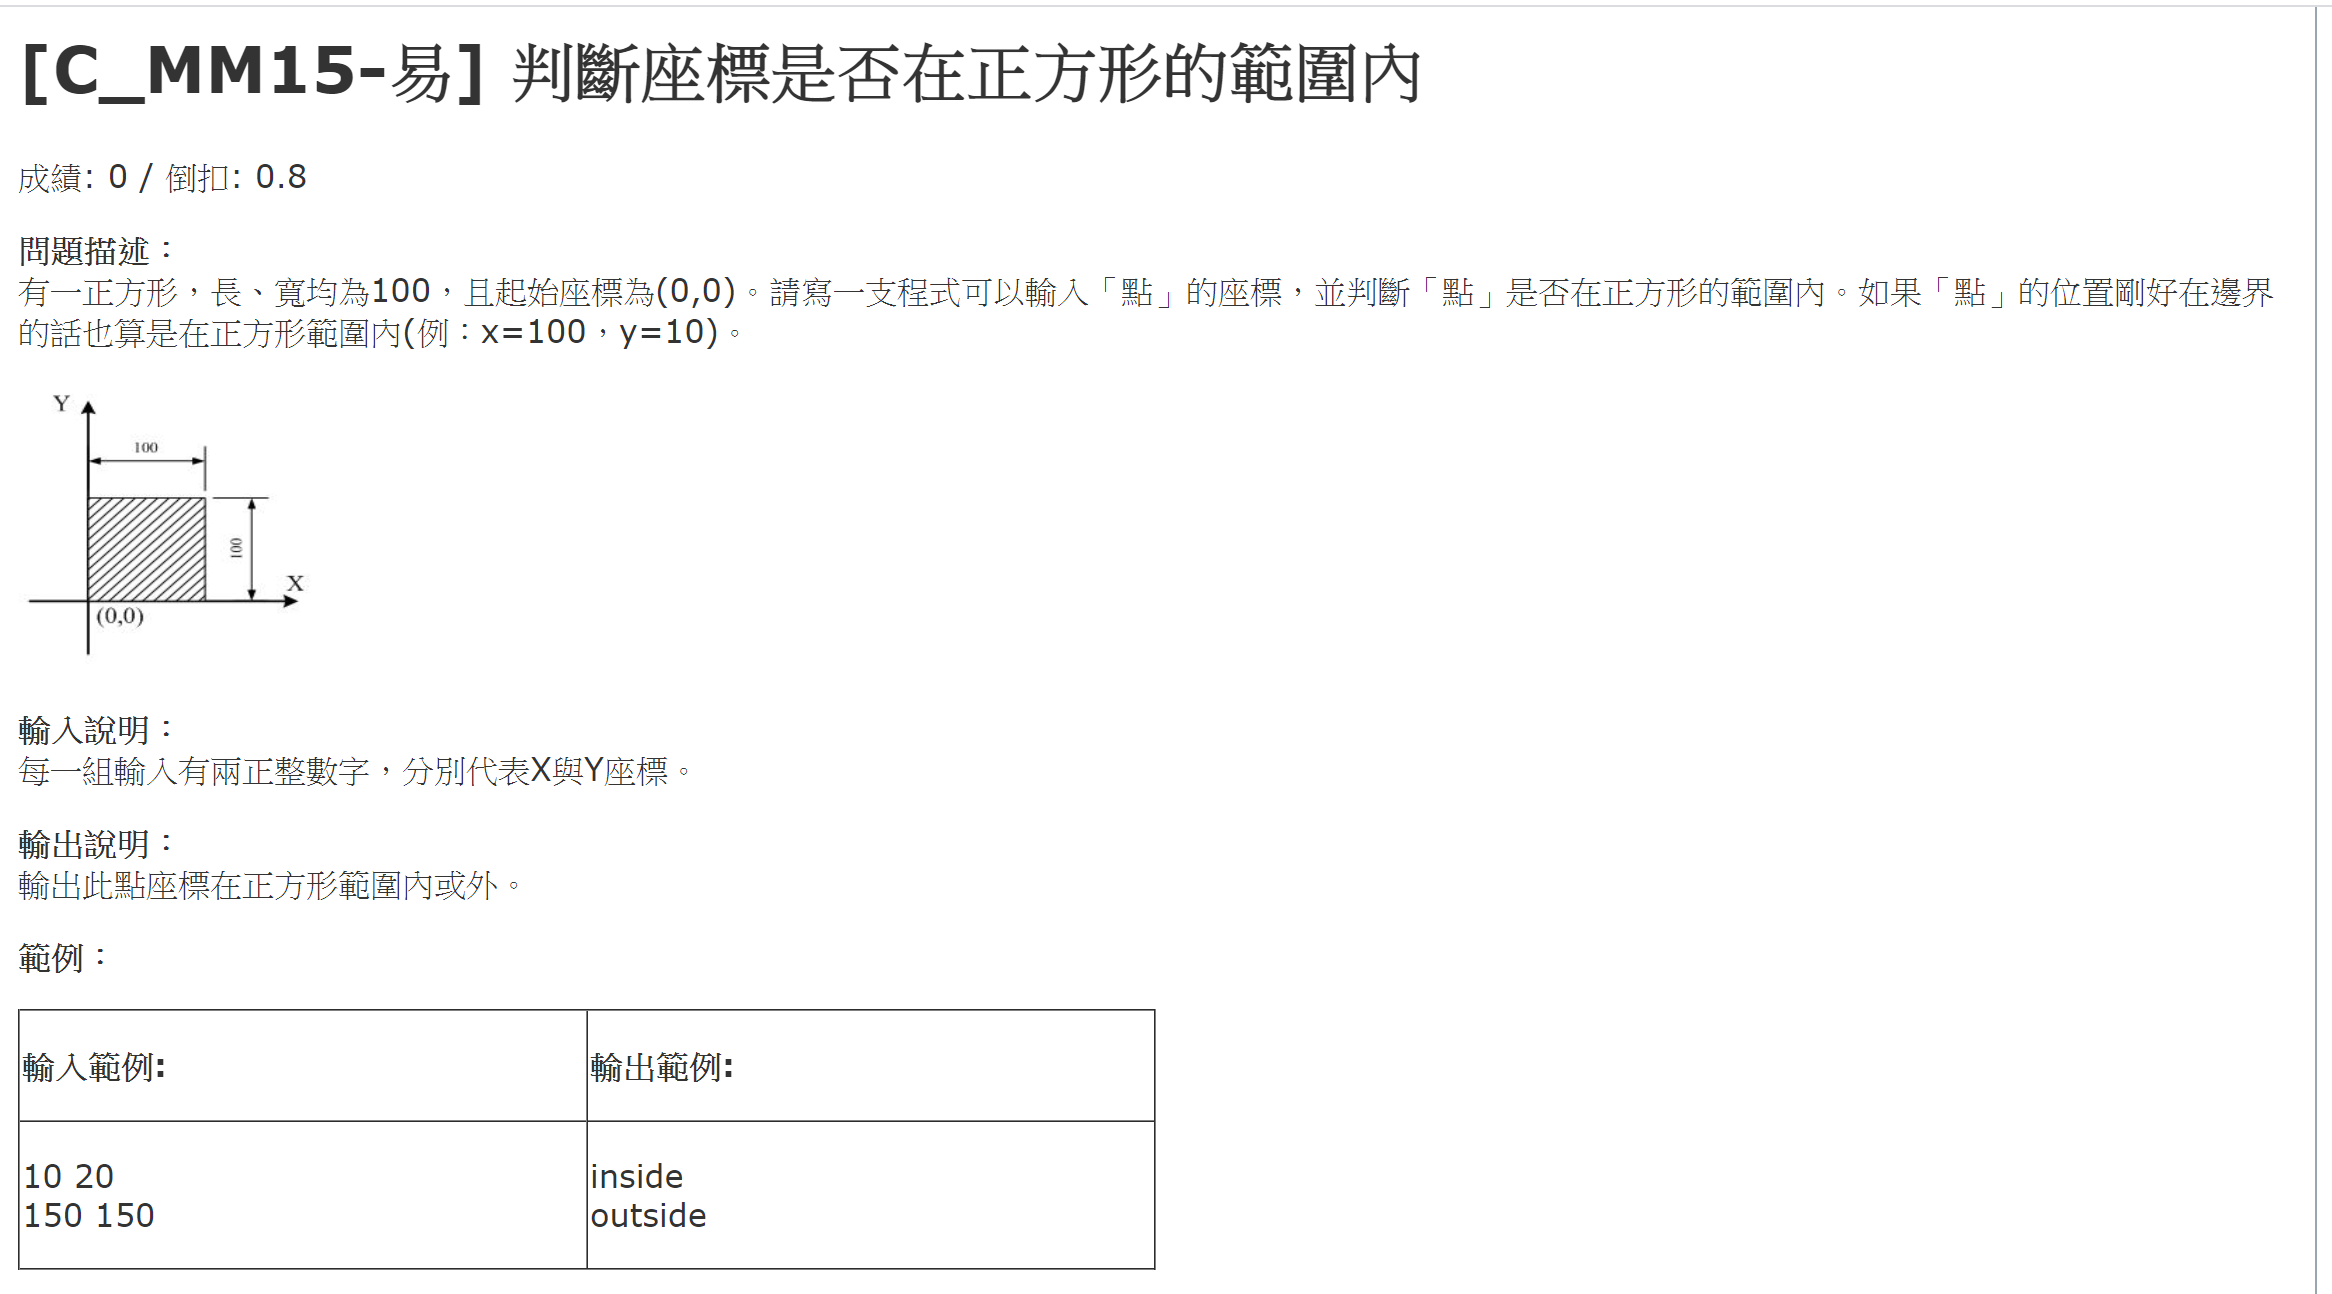 [C_MM15-易] 判斷座標是否在正方形的範圍內
成績: 0 / 倒扣: 0.8
問題描述：
有一正方形，長、寬均為100，且起始座標為(0,0)。請寫一支程式可以輸入「點」的座標，並判斷「點」是否在正方形的範圍內。如果「點」的位置剛好在邊界
的話也算是在正方形範圍內(例：x=100，y=10)。
Y
100
100
X
(0,0)
輸入說明：
每一組輸入有兩正整數字，分別代表X與Y座標。
輸出說明：
輸出此點座標在正方形範圍內或外。
範例：
輸入範例:
輸出範例:
10 20
150 150
inside
outside